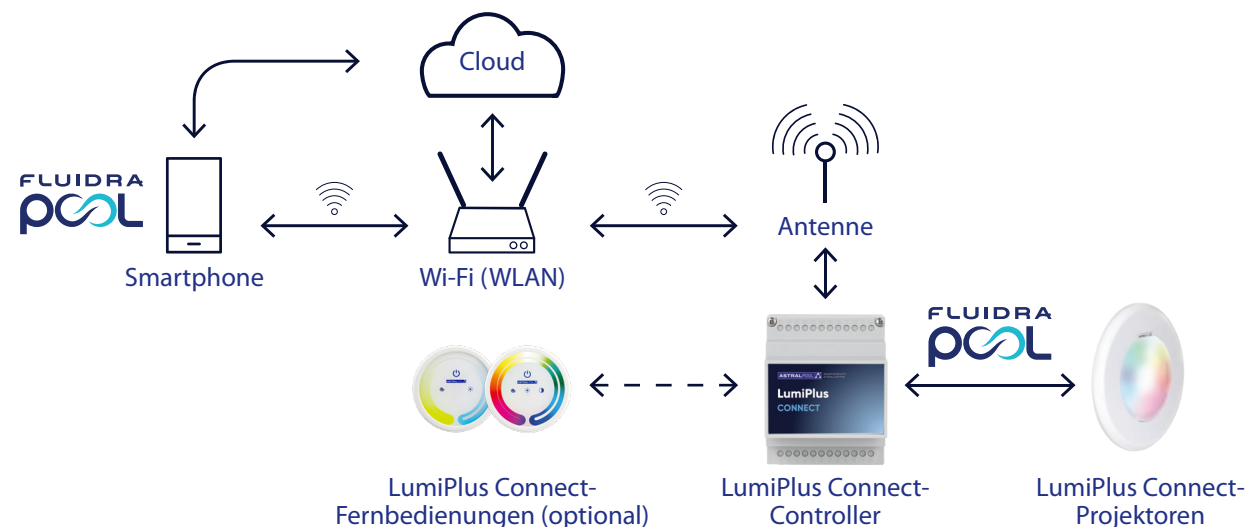 Cloud
FLUIDRA
POOL
Smartphone
Wi-Fi (WLAN)
Antenne
ASTRALPOOL
LumiPlus
CONNECT
FLUIDRA
POOL
LumiPlus Connect-
Fernbedienungen (optional)
LumiPlus Connect-
Controller
LumiPlus Connect-
Projektoren